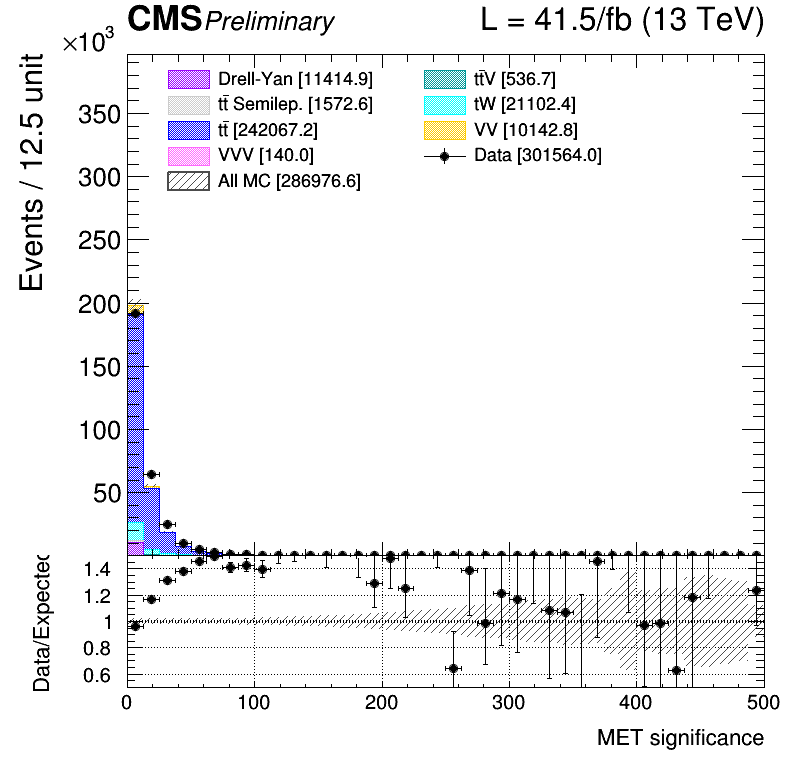 CMS Preliminary L = 41.5/fb (13 TeV)
×10³
Events / 12.5 unit
350
300
250
200
150
100
50
Drell-Yan [11414.9]
tt̄ Semilep. [1572.6]
tt̄ [242067.2]
VVV [140.0]
All MC [286976.6]
tt̄V [536.7]
tW [21102.4]
VV [10142.8]
Data [301564.0]
Data/Expected
1.4
1.2
1
0.8
0.6
0 100 200 300 400 500
MET significance